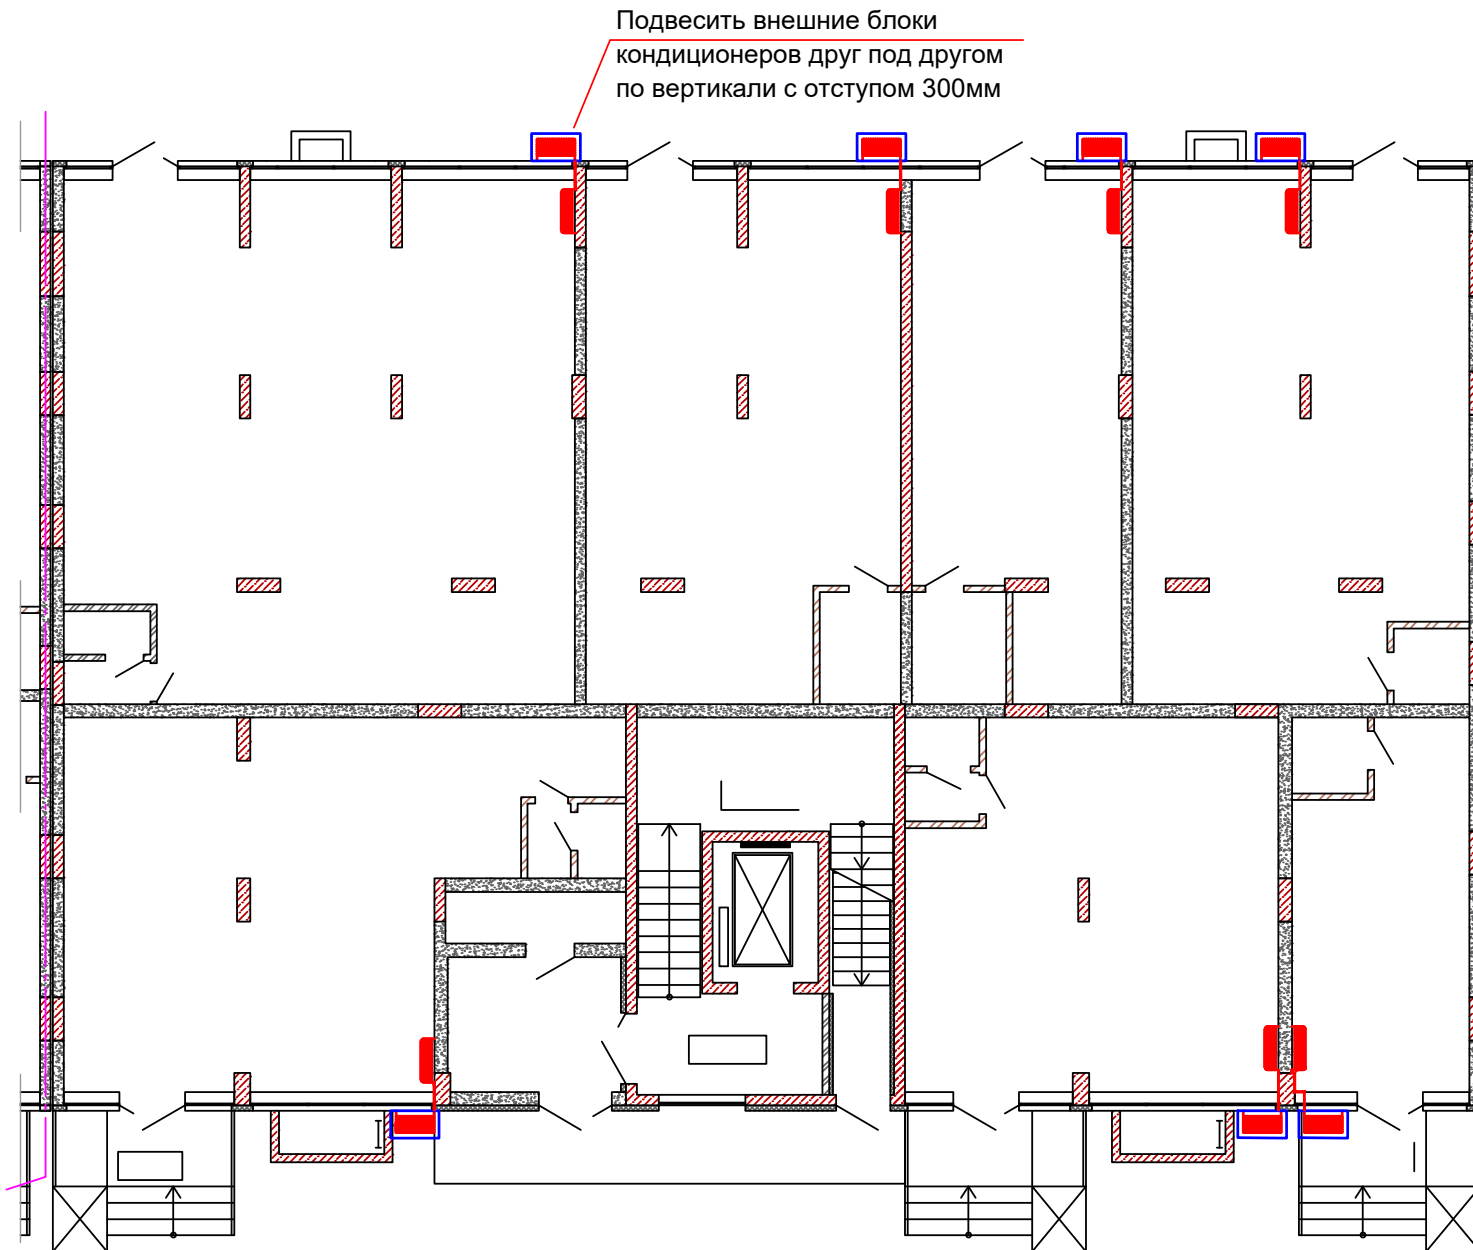 Подвесить внешние блоки
кондиционеров друг под другом
по вертикали с отступом 300мм